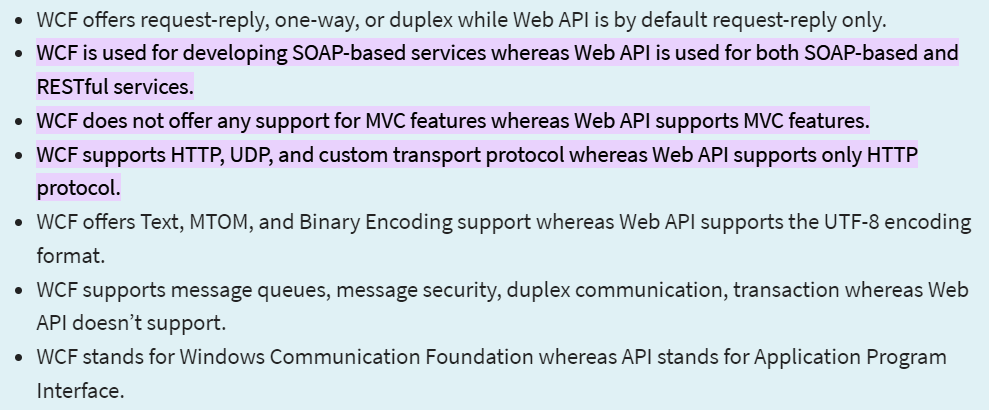 • WCF offers request-reply, one-way, or duplex while Web API is by default request-reply only.
• WCF is used for developing SOAP-based services whereas Web API is used for both SOAP-based and
RESTful services.
• WCF does not offer any support for MVC features whereas Web API supports MVC features.
• WCF supports HTTP, UDP, and custom transport protocol whereas Web API supports only HTTP
protocol.
• WCF offers Text, MTOM, and Binary Encoding support whereas Web API supports the UTF-8 encoding
format.
• WCF supports message queues, message security, duplex communication, transaction whereas Web
API doesn’t support.
• WCF stands for Windows Communication Foundation whereas API stands for Application Program
Interface.